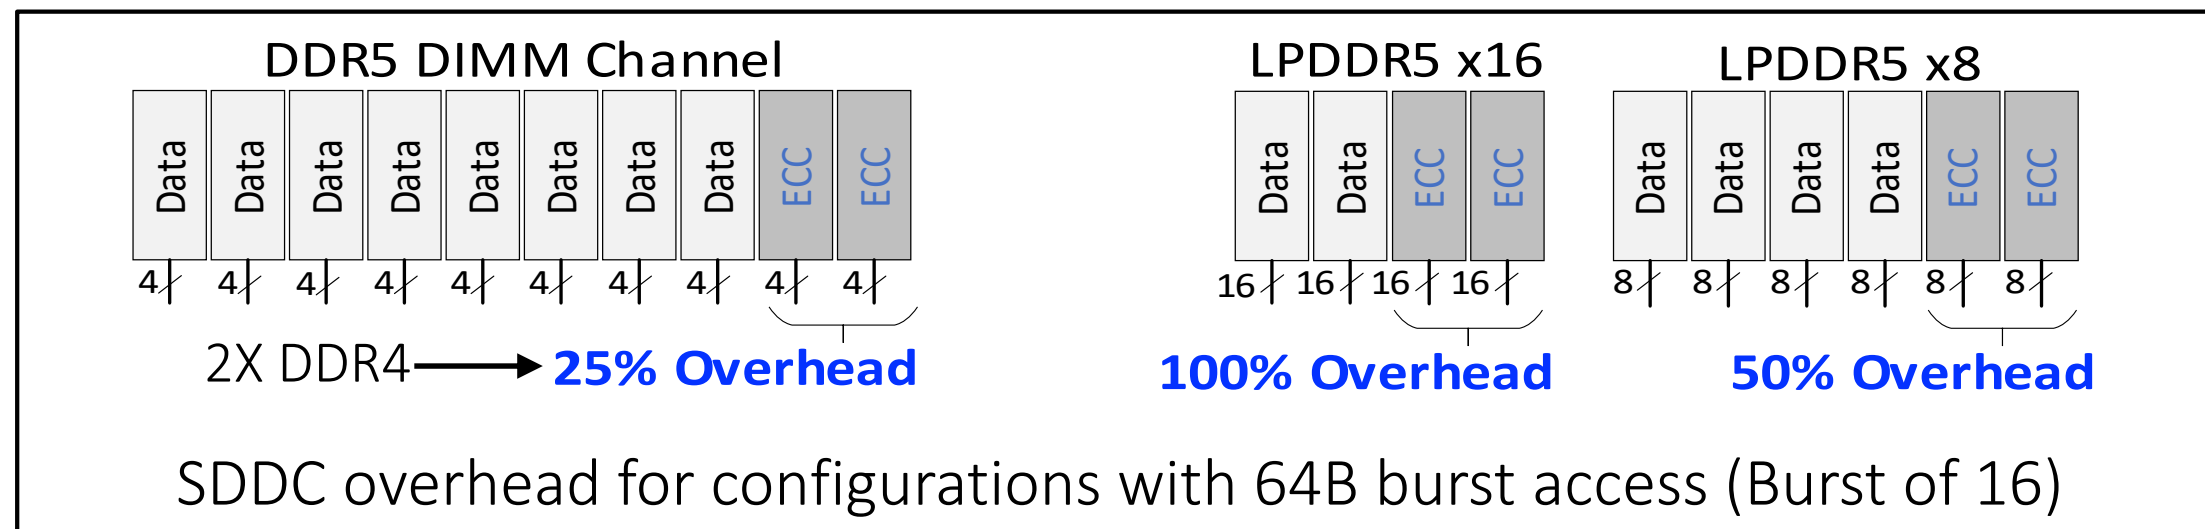 DDR5 DIMM Channel
Data Data Data Data Data Data Data Data ECC ECC
4 4 4 4 4 4 4 4 4 4
2X DDR4 25% Overhead
LPDDR5 x16
Data Data ECC ECC
16 16 16 16
100% Overhead
LPDDR5 x8
Data Data Data Data ECC ECC
8 8 8 8 8 8
50% Overhead
SDDC overhead for configurations with 64B burst access (Burst of 16)